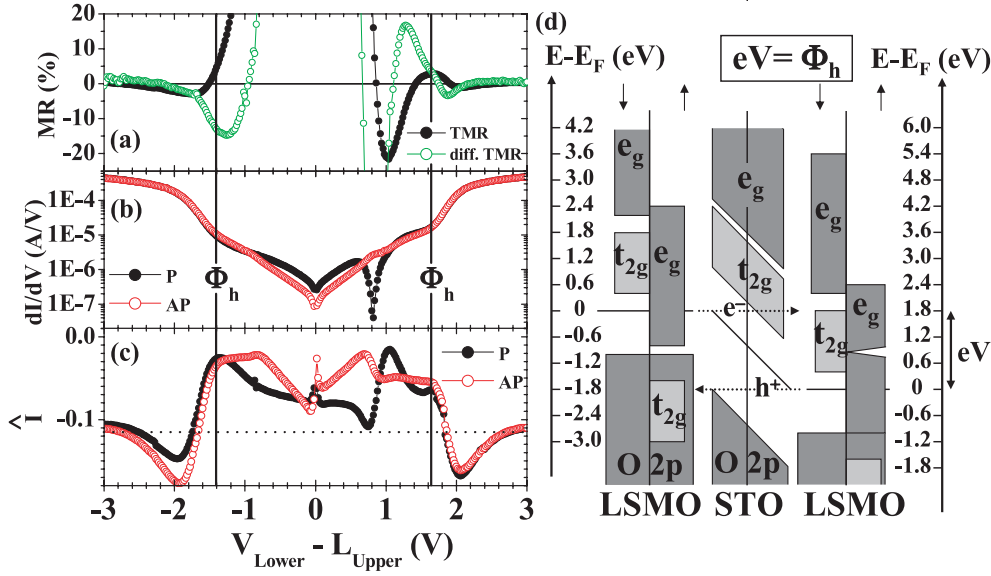 MR (%)
20
10
0
-10
-20
(a)
TMR
diff. TMR
dI/dV (A/V)
1E-4
1E-5
1E-6
1E-7
(b)
P
AP
Φh
Φh
Î
0.0
-0.1
(c)
P
AP
-3 -2 -1 0 1 2 3
V Lower - L Upper (V)
(d)
eV= Φh
E-EF (eV)
E-EF (eV)
4.2
3.6
3.0
2.4
1.8
1.2
0.6
0
-0.6
-1.2
-1.8
-2.4
-3.0
6.0
5.4
4.8
4.2
3.6
3.0
2.4
1.8
1.2
0.6
0
-0.6
-1.2
-1.8
eV
eg
t2g
eg
t2g
O 2p
eg
t2g
e-
h+
O 2p
eg
t2g
eg
LSMO STO LSMO